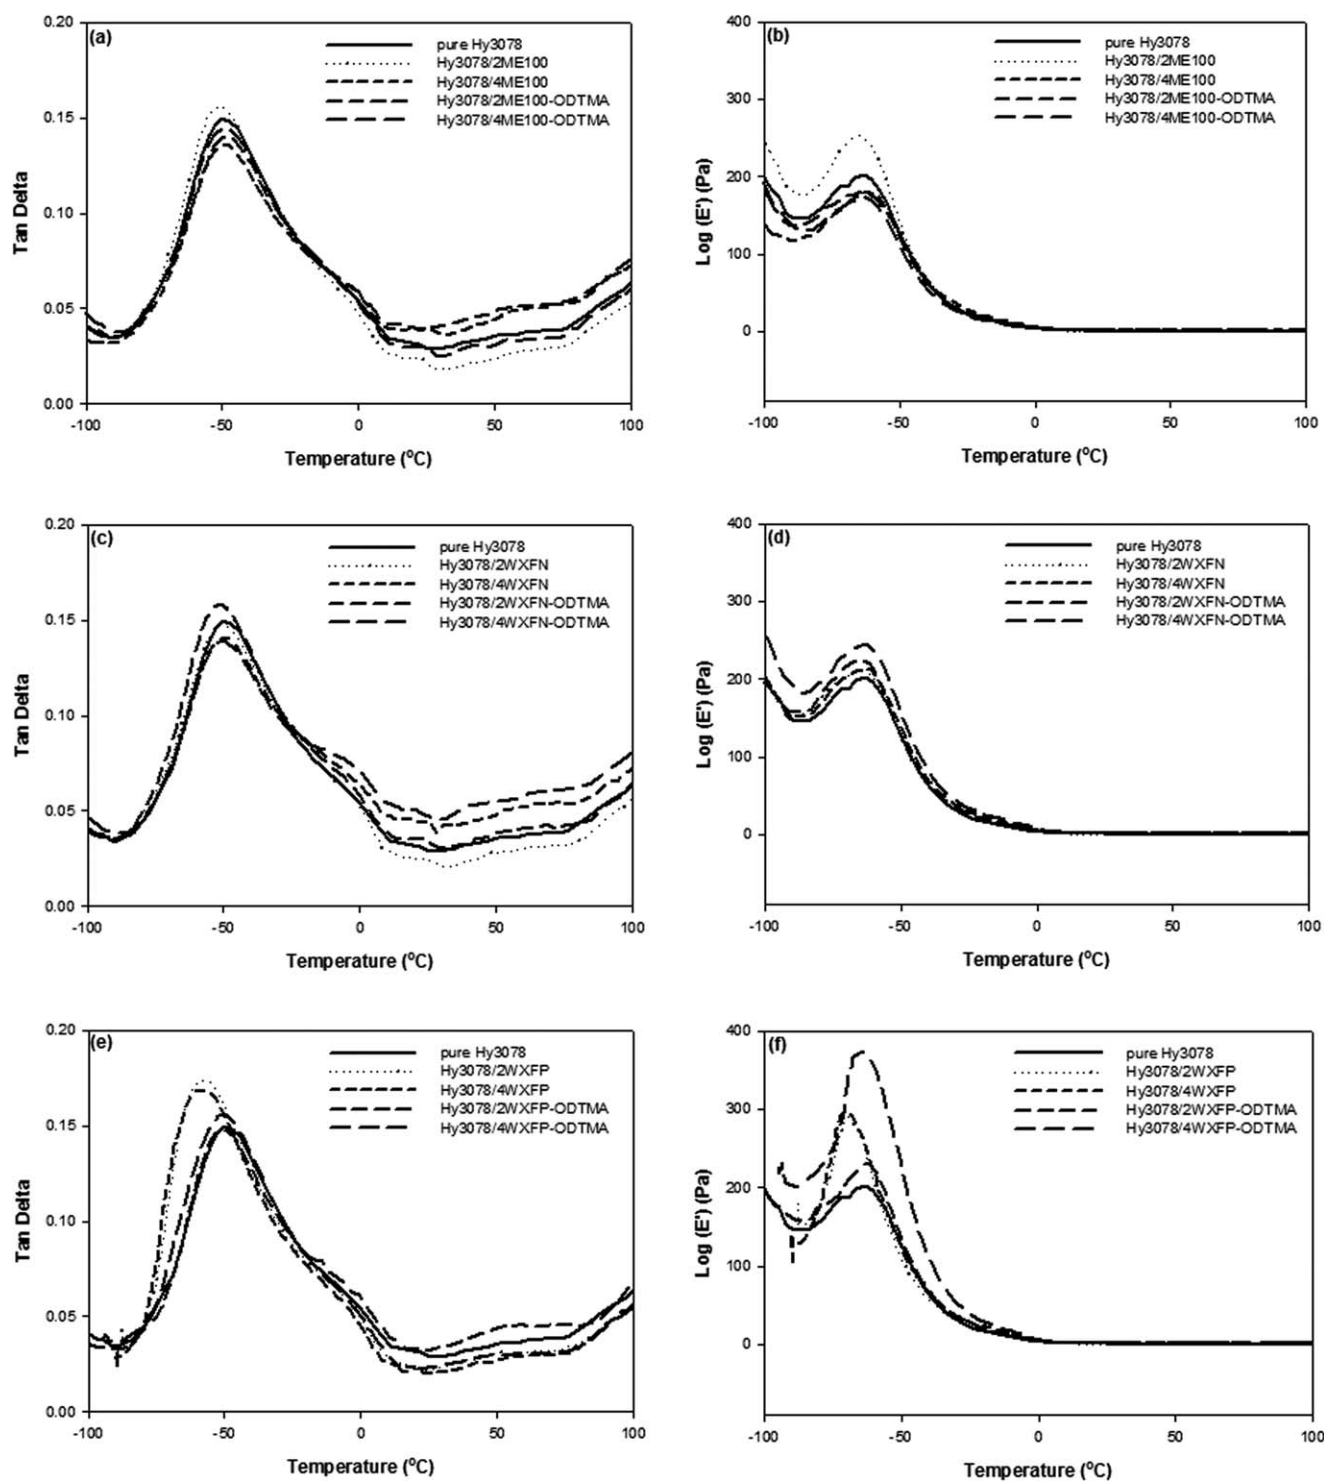 (a)
0.20
0.15
0.10
0.05
0.00
Tan Delta
pure Hy3078
Hy3078/2ME100
Hy3078/4ME100
Hy3078/2ME100-ODTMA
Hy3078/4ME100-ODTMA
-100
-50
0
50
100
Temperature (°C)
(b)
400
300
200
100
0
Log (E') (Pa)
pure Hy3078
Hy3078/2ME100
Hy3078/4ME100
Hy3078/2ME100-ODTMA
Hy3078/4ME100-ODTMA
-100
-50
0
50
100
Temperature (°C)
(c)
0.20
0.15
0.10
0.05
0.00
Tan Delta
pure Hy3078
Hy3078/2WXFN
Hy3078/4WXFN
Hy3078/2WXFN-ODTMA
Hy3078/4WXFN-ODTMA
-100
-50
0
50
100
Temperature (°C)
(d)
400
300
200
100
0
Log (E') (Pa)
pure Hy3078
Hy3078/2WXFN
Hy3078/4WXFN
Hy3078/2WXFN-ODTMA
Hy3078/4WXFN-ODTMA
-100
-50
0
50
100
Temperature (°C)
(e)
0.20
0.15
0.10
0.05
0.00
Tan Delta
pure Hy3078
Hy3078/2WXFP
Hy3078/4WXFP
Hy3078/2WXFP-ODTMA
Hy3078/4WXFP-ODTMA
-100
-50
0
50
100
Temperature (°C)
(f)
400
300
200
100
0
Log (E') (Pa)
pure Hy3078
Hy3078/2WXFP
Hy3078/4WXFP
Hy3078/2WXFP-ODTMA
Hy3078/4WXFP-ODTMA
-100
-50
0
50
100
Temperature (°C)